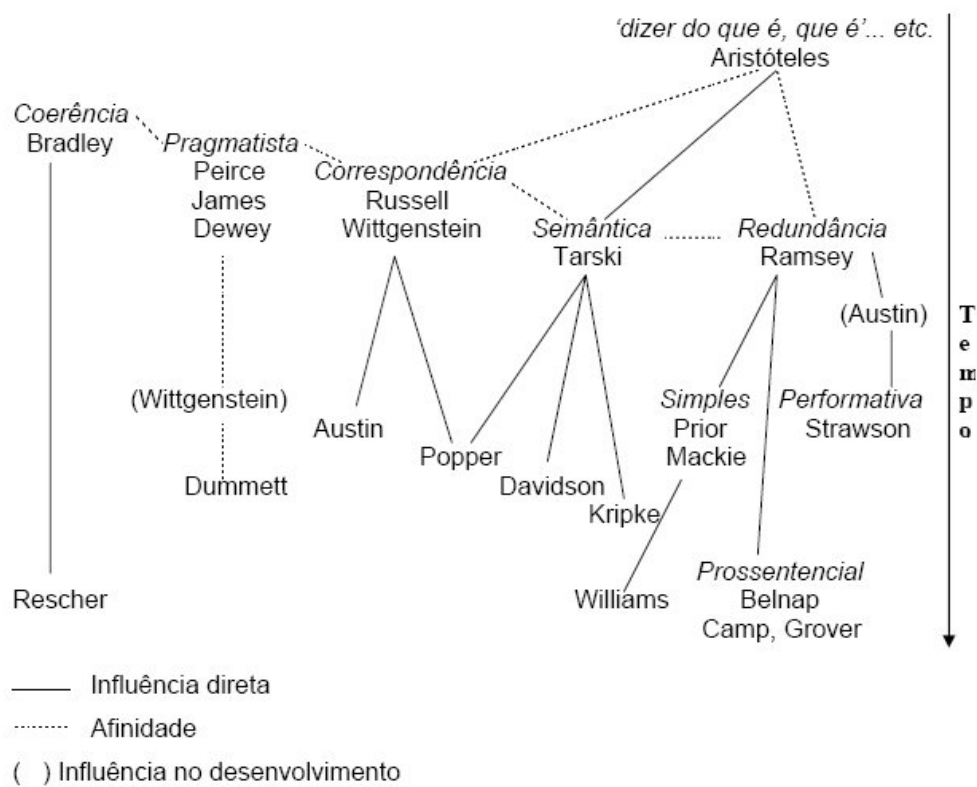 'dizer do que é, que é'... etc.
Aristóteles
Coerência
Bradley
Pragmatista
Peirce
James
Dewey
Correspondência
Russell
Wittgenstein
Semântica
Tarski
Redundância
Ramsey
(Austin)
Tempo
(Wittgenstein)
Austin
Simples
Prior
Mackie
Performativa
Strawson
Popper
Dummett
Davidson
Kripke
Rescher
Williams
Prossentencial
Belnap
Camp, Grover
Influência direta
Afinidade
( ) Influência no desenvolvimento